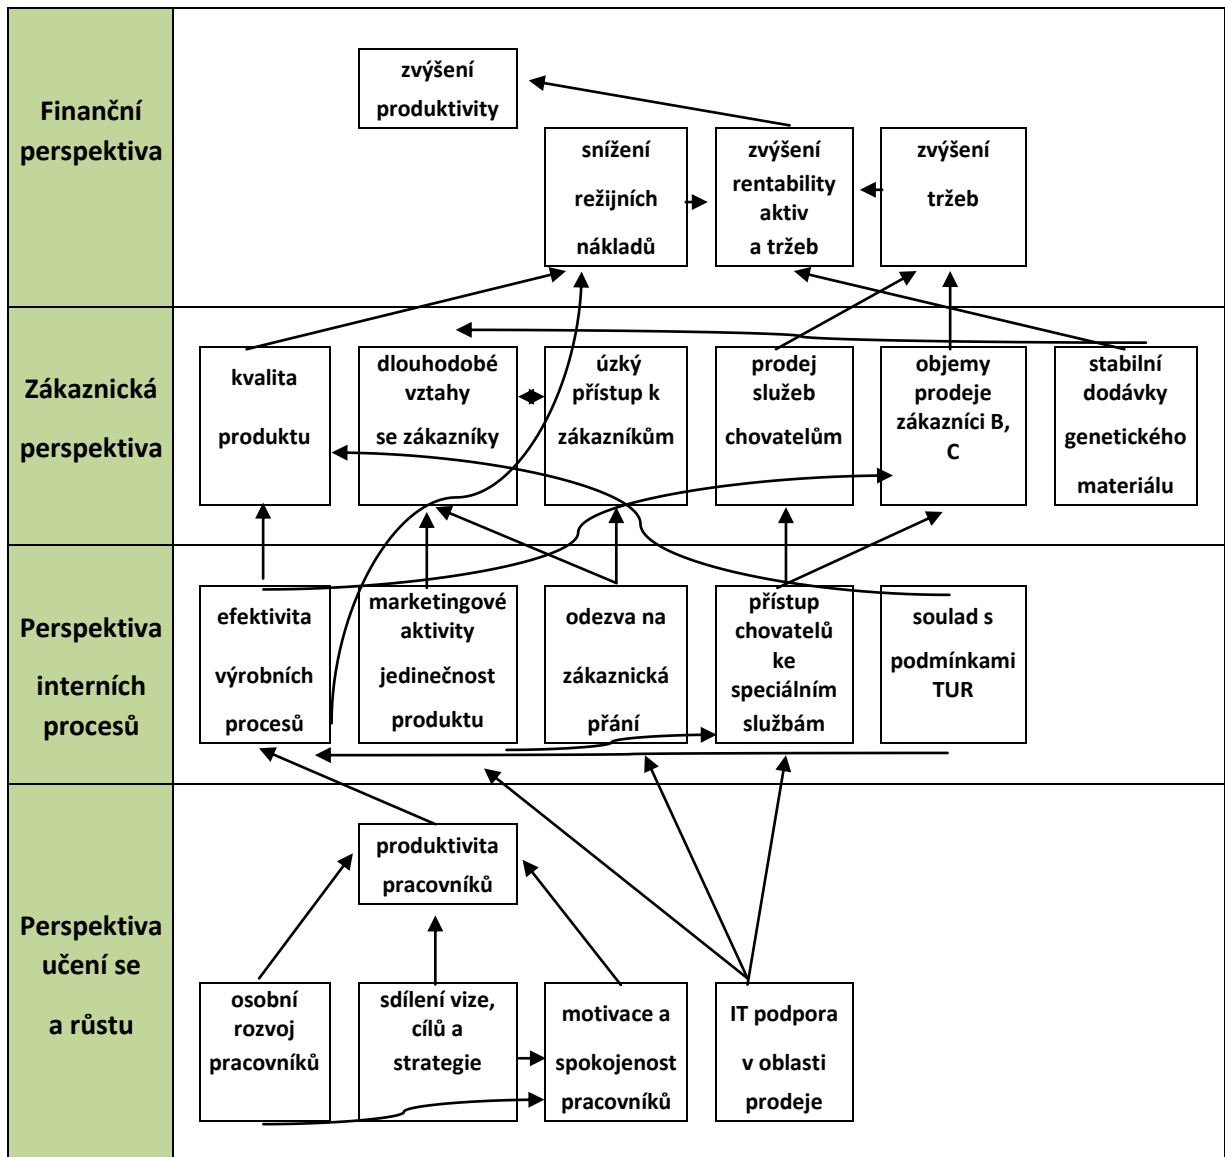 Finanční
perspektiva
zvýšení
produktivity
snížení
režijních
nákladů
zvýšení
rentability
aktiv
a tržeb
zvýšení
tržeb
Zákaznická
perspektiva
kvalita
produktu
dlouhodobé
vztahy
se zákazníky
úzký
přístup k
zákazníkům
prodej
služeb
chovatelům
objemy
prodeje
zákazníci B,
C
stabilní
dodávky
genetického
materiálu
Perspektiva
interních
procesů
efektivita
výrobních
procesů
marketingové
aktivity
jedinečnost
produktu
odezva na
zákaznická
přání
přístup
chovatelů
ke
speciálním
službám
soulad s
podmínkami
TUR
Perspektiva
učení se
a růstu
produktivita
pracovníků
osobní
rozvoj
pracovníků
sdílení vize,
cílů a
strategie
motivace a
spokojenost
pracovníků
IT podpora
v oblasti
prodeje